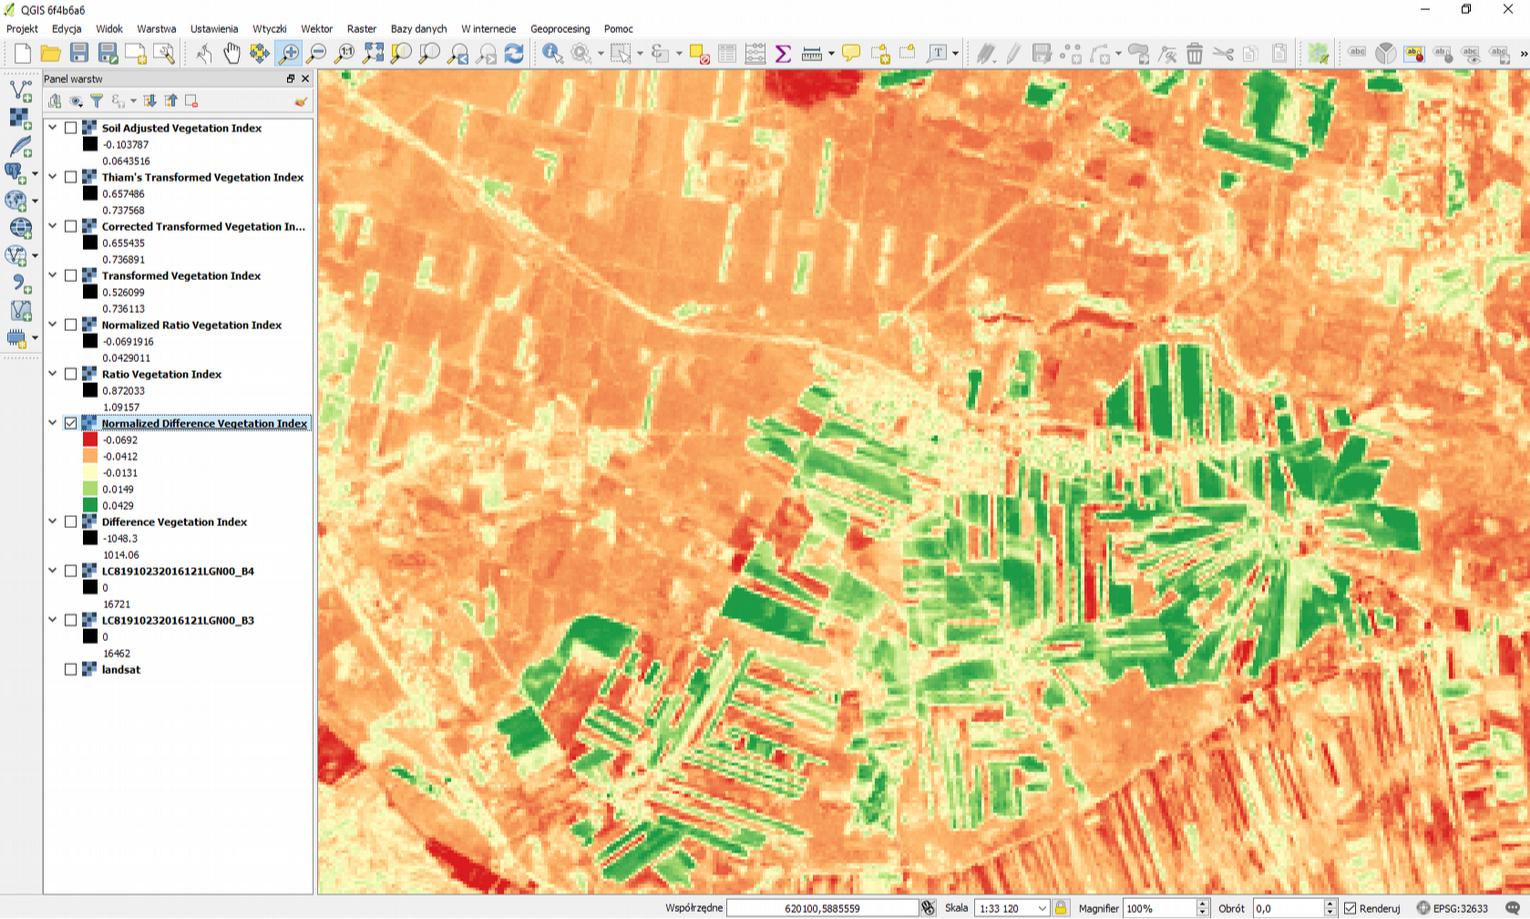 QGIS 6f4b6a6
Projekt Edycja Widok Warstwa Ustawienia Wtyczki Wektor Raster Bazy danych W internecie Geoprocesing Pomoc
Panel warstw
Soil Adjusted Vegetation Index
-0.103787
0.0643516
Thiam's Transformed Vegetation Index
0.657486
0.737568
Corrected Transformed Vegetation In...
0.655435
0.736891
Transformed Vegetation Index
0.526099
0.736113
Normalized Ratio Vegetation Index
-0.0691916
0.0429011
Ratio Vegetation Index
0.872033
1.09157
Normalized Difference Vegetation Index
-0.0692
-0.0412
-0.0131
0.0149
0.0429
Difference Vegetation Index
-1048.3
1014.06
LC81910232016121LGN00_B4
0
16721
LC81910232016121LGN00_B3
0
16462
landsat
Współrzędne 620100,5885559 Skala 1:33 120 Magnifier 100% Obrót 0,0 Renderuj EPSG:32633